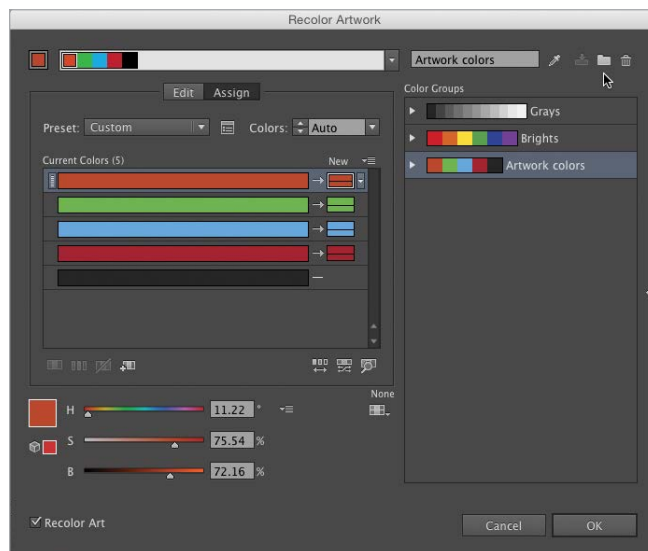 Recolor Artwork
Artwork colors
Edit Assign
Preset: Custom Colors: Auto
Current Colors (5) New
Color Groups
Grays
Brights
Artwork colors
None
H 11.22 °
S 75.54 %
B 72.16 %
Recolor Art
Cancel OK